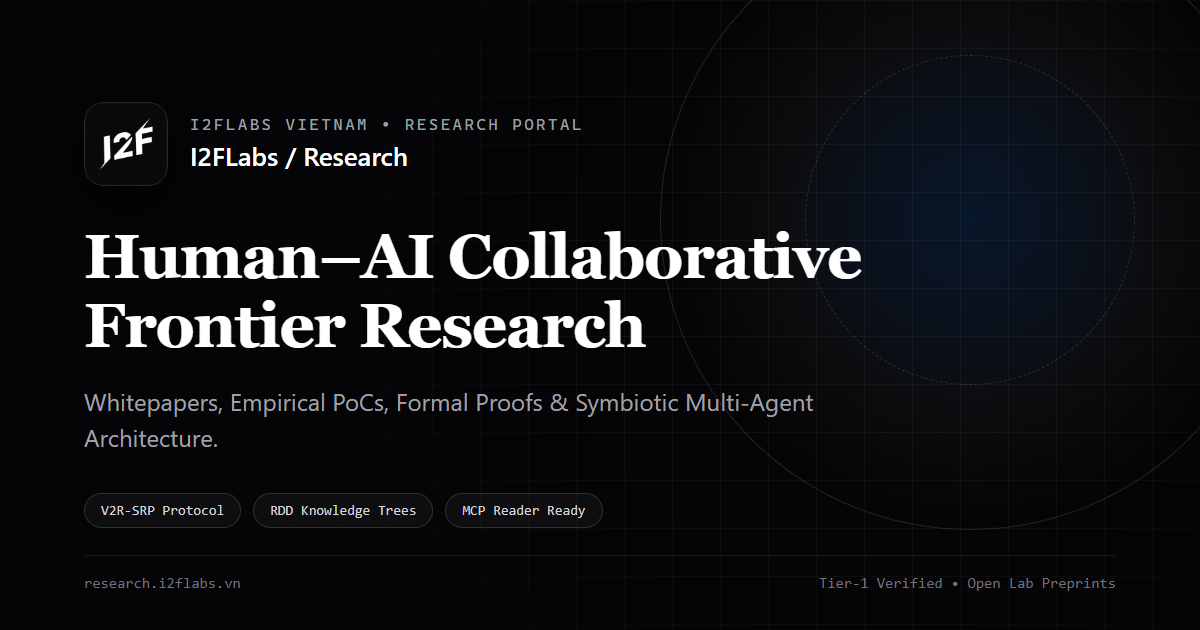 I2F
I2FLABS VIETNAM • RESEARCH PORTAL
I2FLabs / Research
Human—AI Collaborative
Frontier Research
Whitepapers, Empirical PoCs, Formal Proofs & Symbiotic Multi-Agent
Architecture.
V2R-SRP Protocol
RDD Knowledge Trees
MCP Reader Ready
research.i2flabs.vn
Tier-1 Verified • Open Lab Preprints